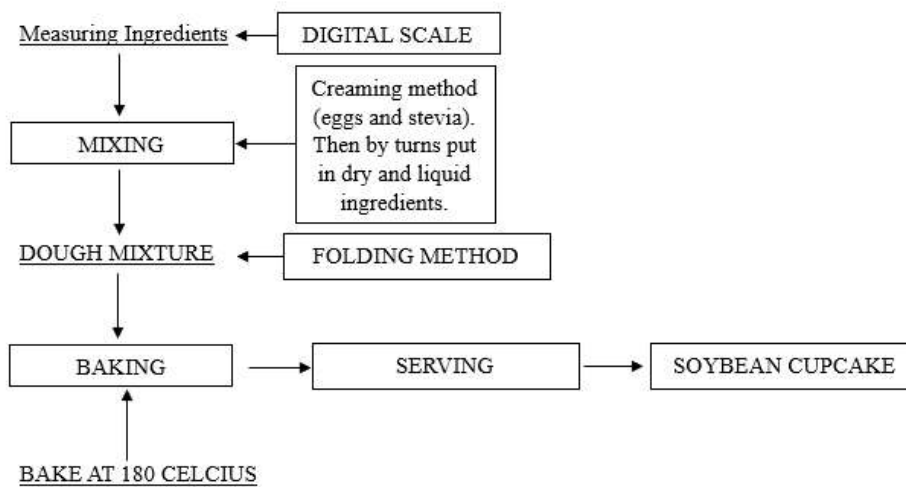 Measuring Ingredients
DIGITAL SCALE
Creaming method
(eggs and stevia).
Then by turns put
in dry and liquid
ingredients.
MIXING
DOUGH MIXTURE
FOLDING METHOD
BAKING
SERVING
SOYBEAN CUPCAKE
BAKE AT 180 CELCIUS